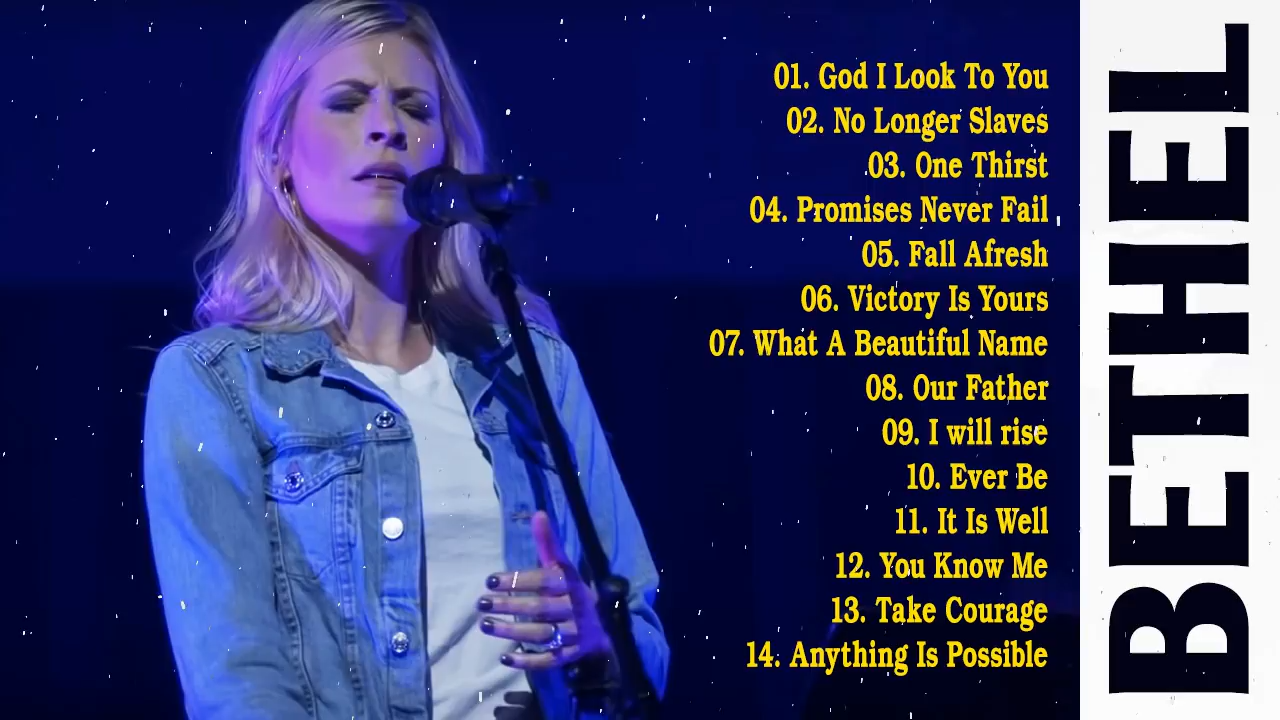 01. God I Look To You
02. No Longer Slaves
03. One Thirst
04. Promises Never Fail
05. Fall Afresh
06. Victory Is Yours
07. What A Beautiful Name
08. Our Father
09. I will rise
10. Ever Be
11. It Is Well
12. You Know Me
13. Take Courage
14. Anything Is Possible
BETHEL